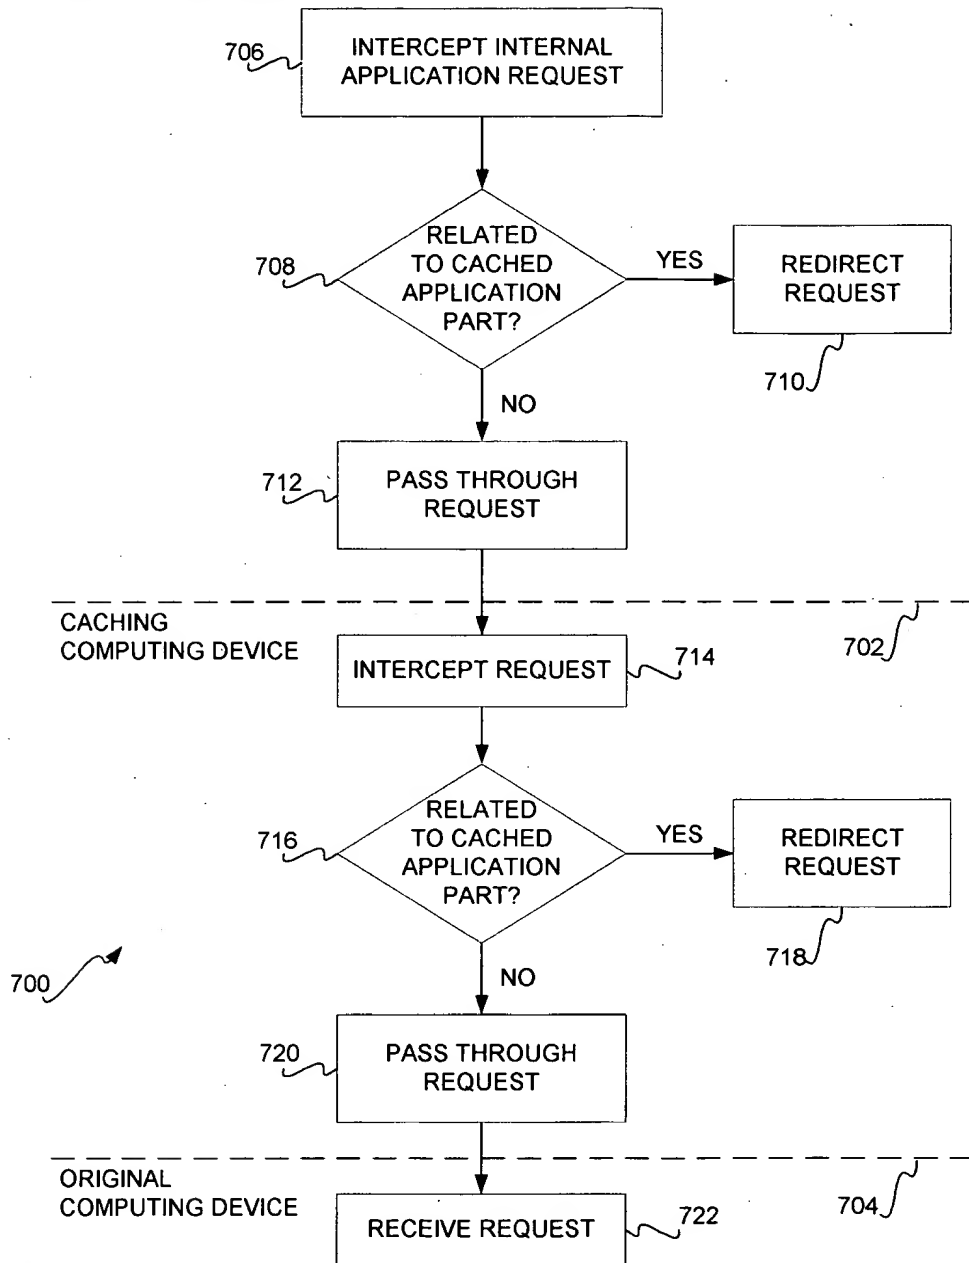 706
INTERCEPT INTERNAL
APPLICATION REQUEST
708
RELATED
TO CACHED
APPLICATION
PART?
YES
REDIRECT
REQUEST
710
NO
712
PASS THROUGH
REQUEST
CACHING
COMPUTING DEVICE
702
INTERCEPT REQUEST
714
716
RELATED
TO CACHED
APPLICATION
PART?
YES
REDIRECT
REQUEST
718
700
NO
720
PASS THROUGH
REQUEST
ORIGINAL
COMPUTING DEVICE
704
RECEIVE REQUEST
722